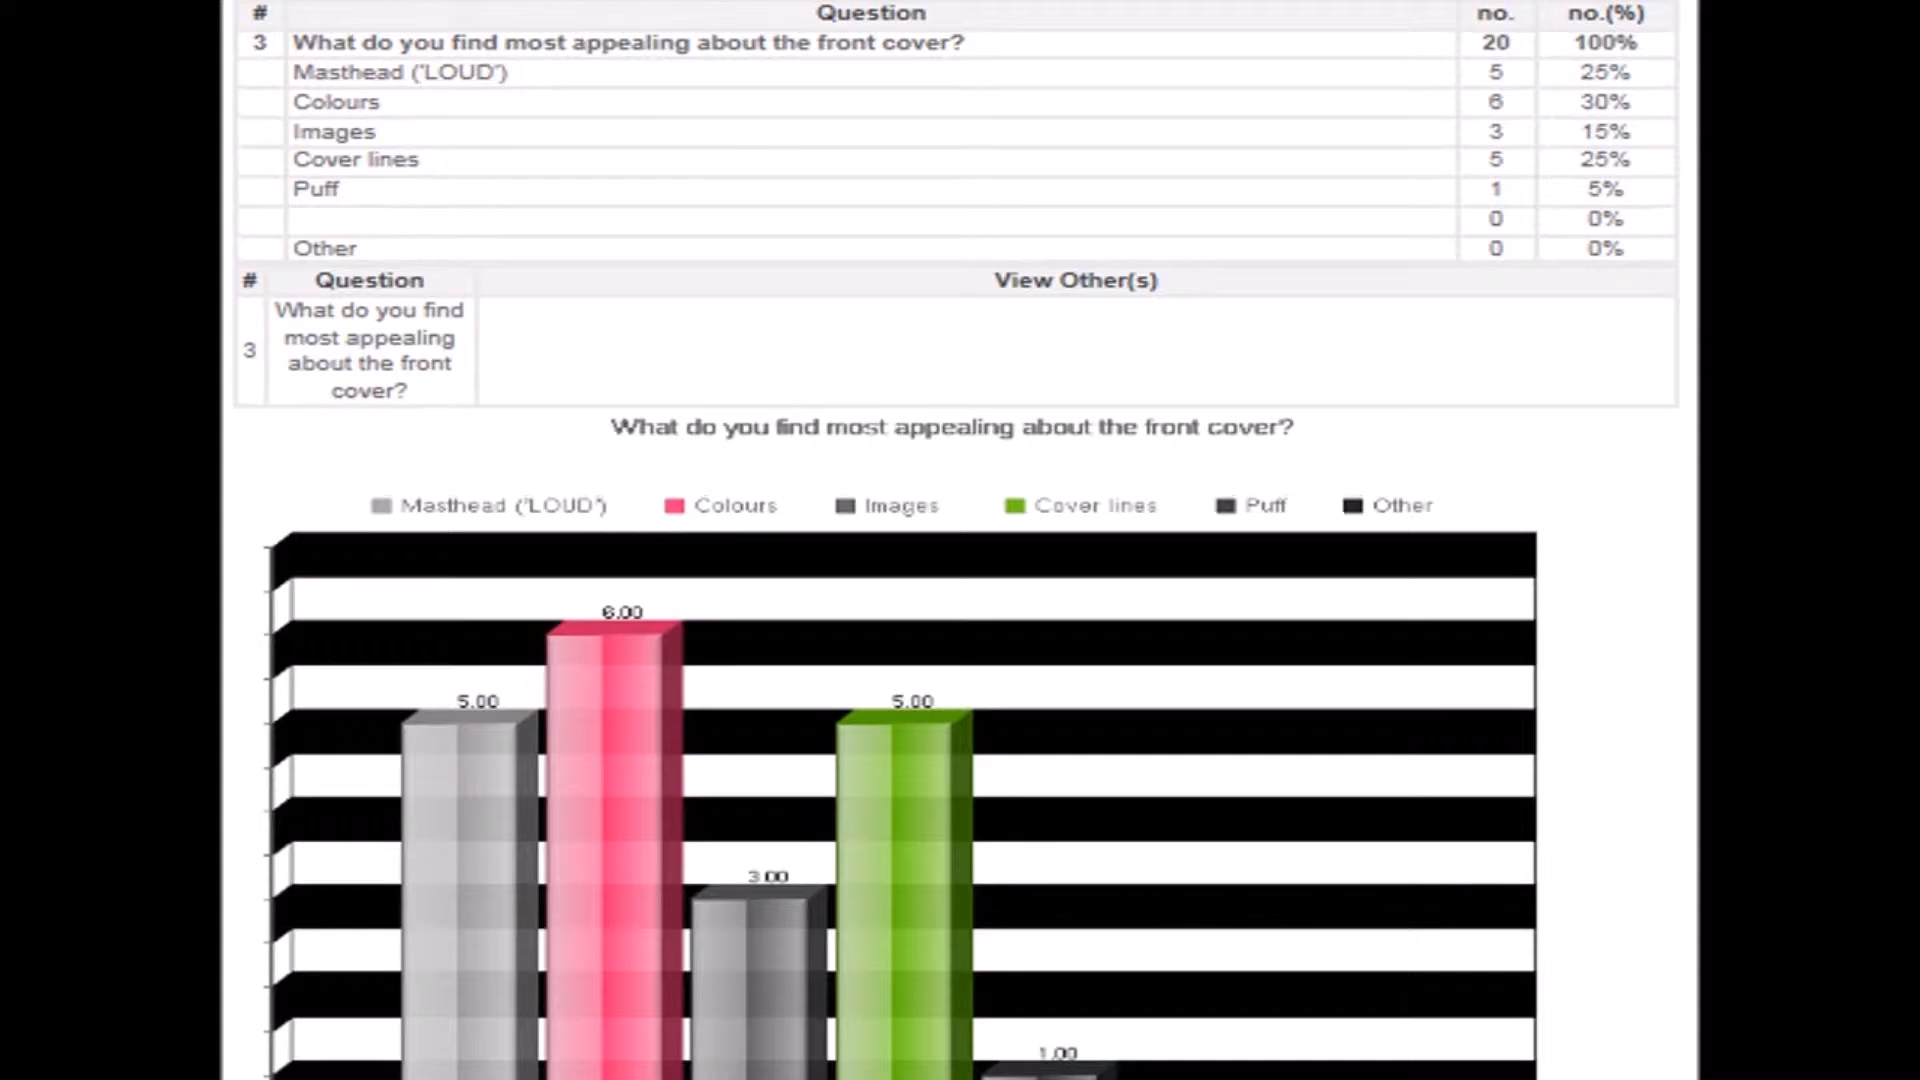 # Question no. no.(%)
3 What do you find most appealing about the front cover? 20 100%
Masthead ('LOUD') 5 25%
Colours 6 30%
Images 3 15%
Cover lines 5 25%
Puff 1 5%
0 0%
Other 0 0%
# Question View Other(s)
3 What do you find
most appealing
about the front
cover?
What do you find most appealing about the front cover?
Masthead ('LOUD') Colours Images Cover lines Puff Other
6.00
5.00
5.00
3.00
1.00